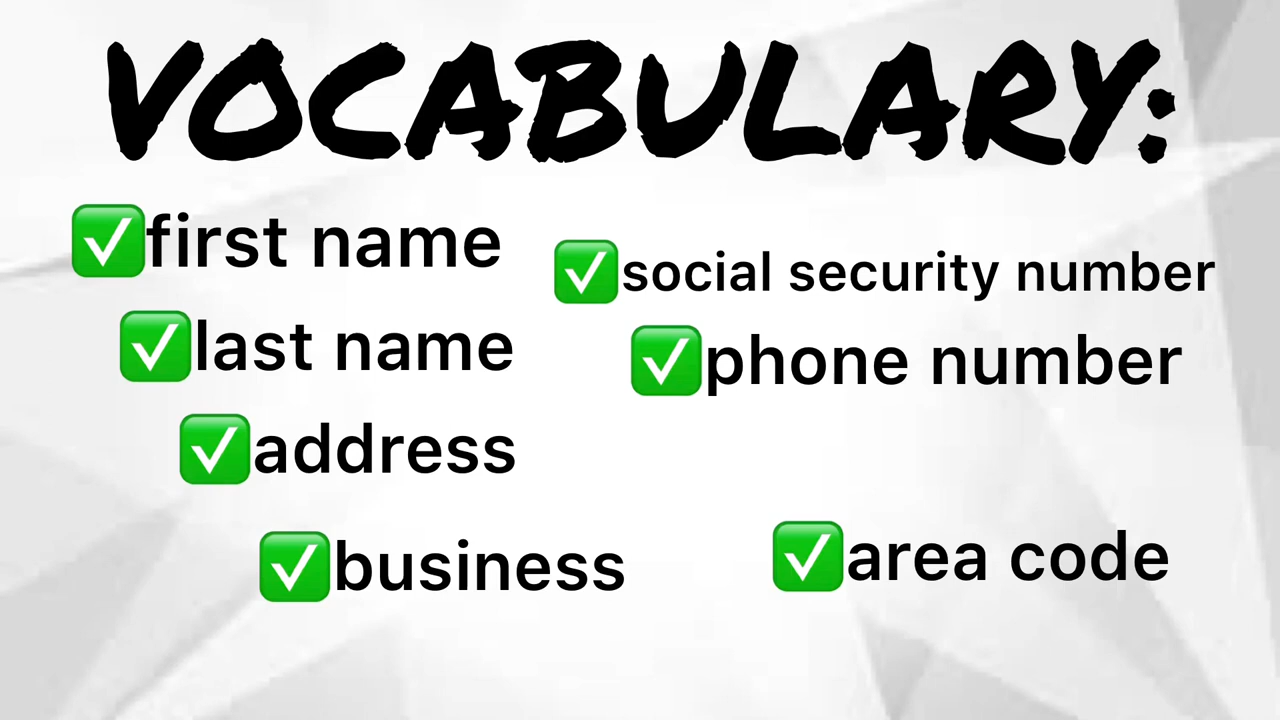 VOCABULARY:
✅first name
✅last name
✅address
✅business
✅social security number
✅phone number
✅area code